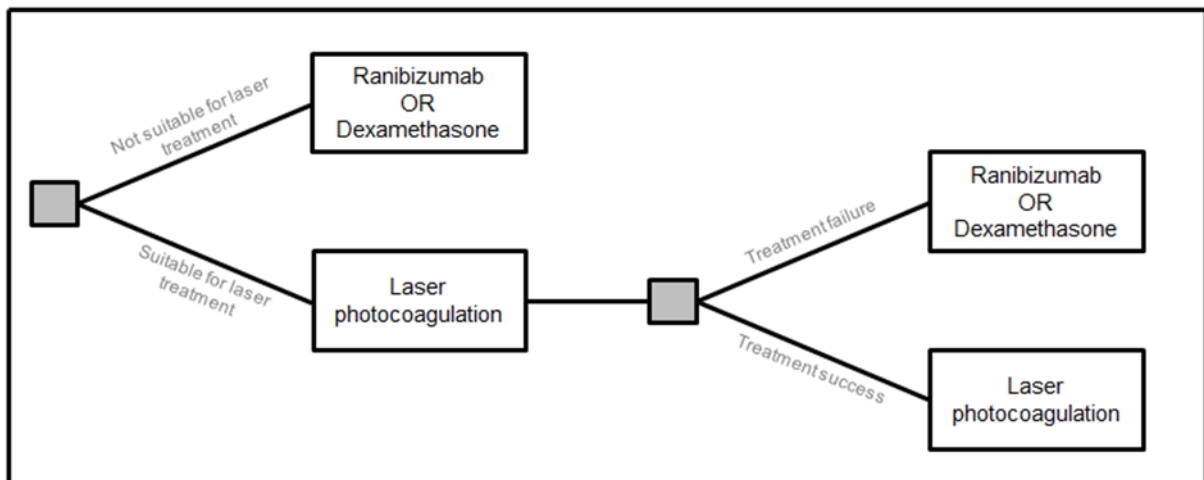 Not suitable for laser
treatment
Ranibizumab
OR
Dexamethasone
Suitable for laser
treatment
Laser
photocoagulation
Treatment failure
Ranibizumab
OR
Dexamethasone
Treatment success
Laser
photocoagulation